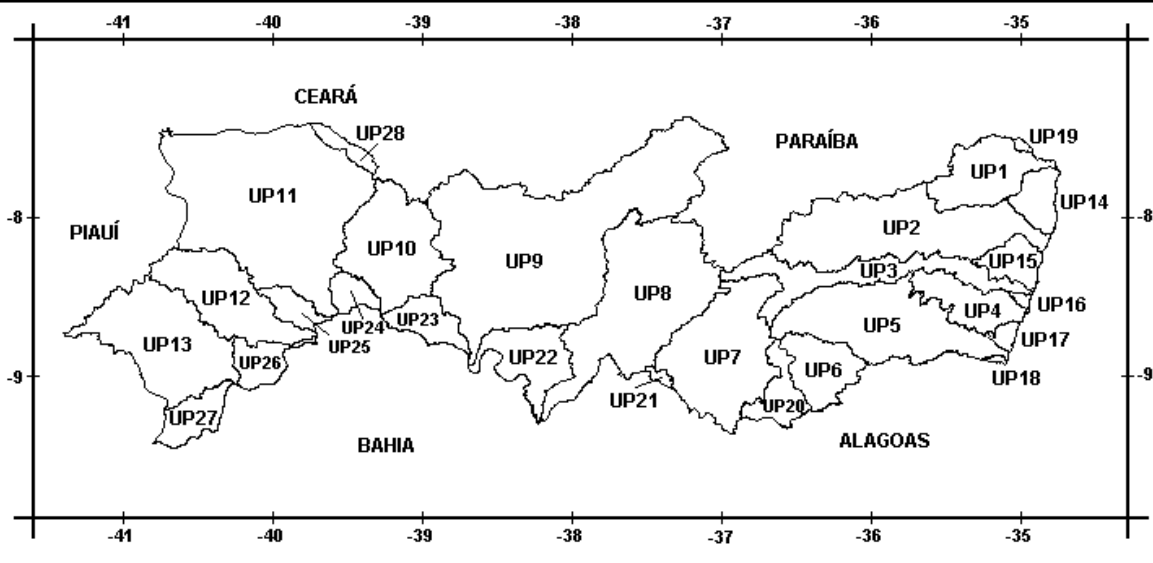 -41 -40 -39 -38 -37 -36 -35
CEARÁ
UP28
PARAÍBA
UP19
UP1
UP11
UP14
-8 -8
PIAUÍ
UP2
UP10
UP9
UP15
UP3
UP8
UP12
UP16
UP4
UP24
UP23
UP5
UP17
UP13
UP25
UP22
UP7
UP26
UP6
-9 -9
UP18
UP21
UP20
UP27
BAHIA
ALAGOAS
-41 -40 -39 -38 -37 -36 -35